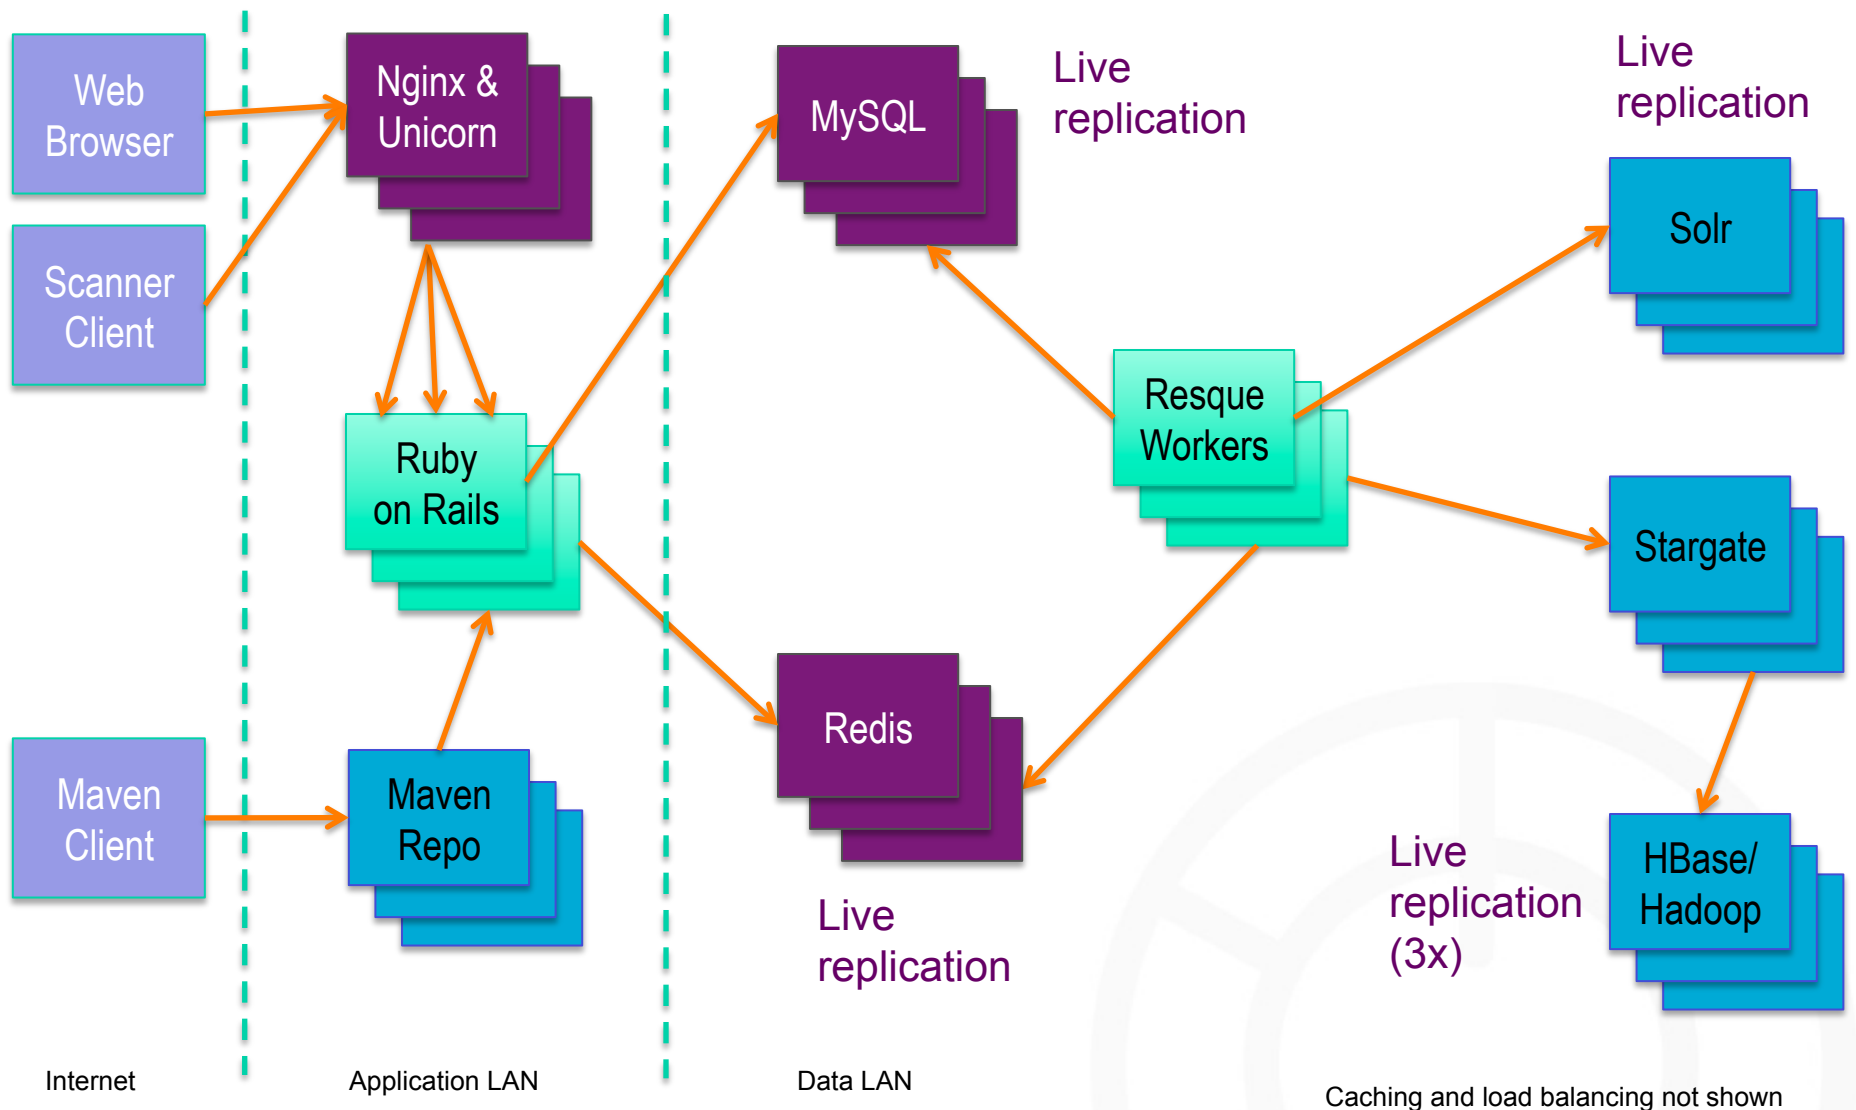 Web
Browser
Nginx &
Unicorn
MySQL
Live
replication
Live
replication
Solr
Scanner
Client
Resque
Workers
Ruby
on Rails
Stargate
Redis
Maven
Client
Maven
Repo
Live
replication
Live
replication
(3x)
HBase/
Hadoop
Internet
Application LAN
Data LAN
Caching and load balancing not shown